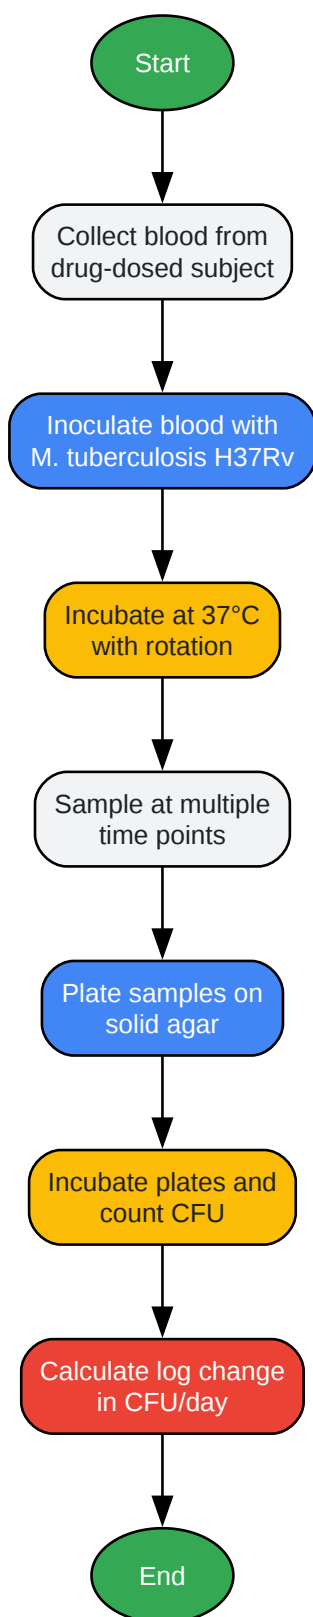 Start
Collect blood from
drug-dosed subject
Inoculate blood with
M. tuberculosis H37Rv
Incubate at 37°C
with rotation
Sample at multiple
time points
Plate samples on
solid agar
Incubate plates and
count CFU
Calculate log change
in CFU/day
End